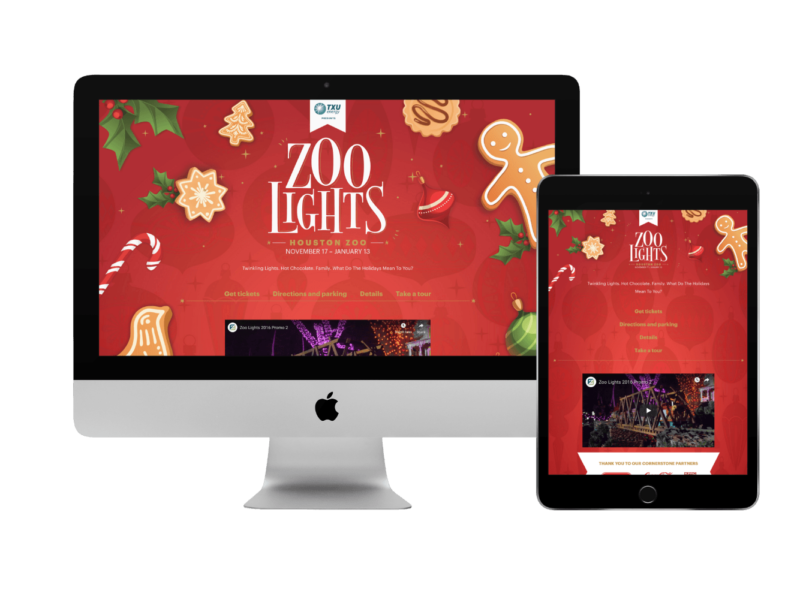 TXU
energy
ZOO
LIGHTS
HOUSTON ZOO
NOVEMBER 17 – JANUARY 13
Twinkling Lights, Hot Chocolate, Family. What Do The Holidays Mean To You?
Get tickets Directions and parking Details Take a tour
Zoo Lights 2016 Promo 2
TXU
ZOO
LIGHTS
Twinkling Lights, Hot Chocolate, Family. What Do The Holidays
Mean To You?
Get tickets
Directions and parking
Details
Take a tour
Zoo Lights 2016 Promo 2
THANK YOU TO OUR CORNERSTONE PARTNERS